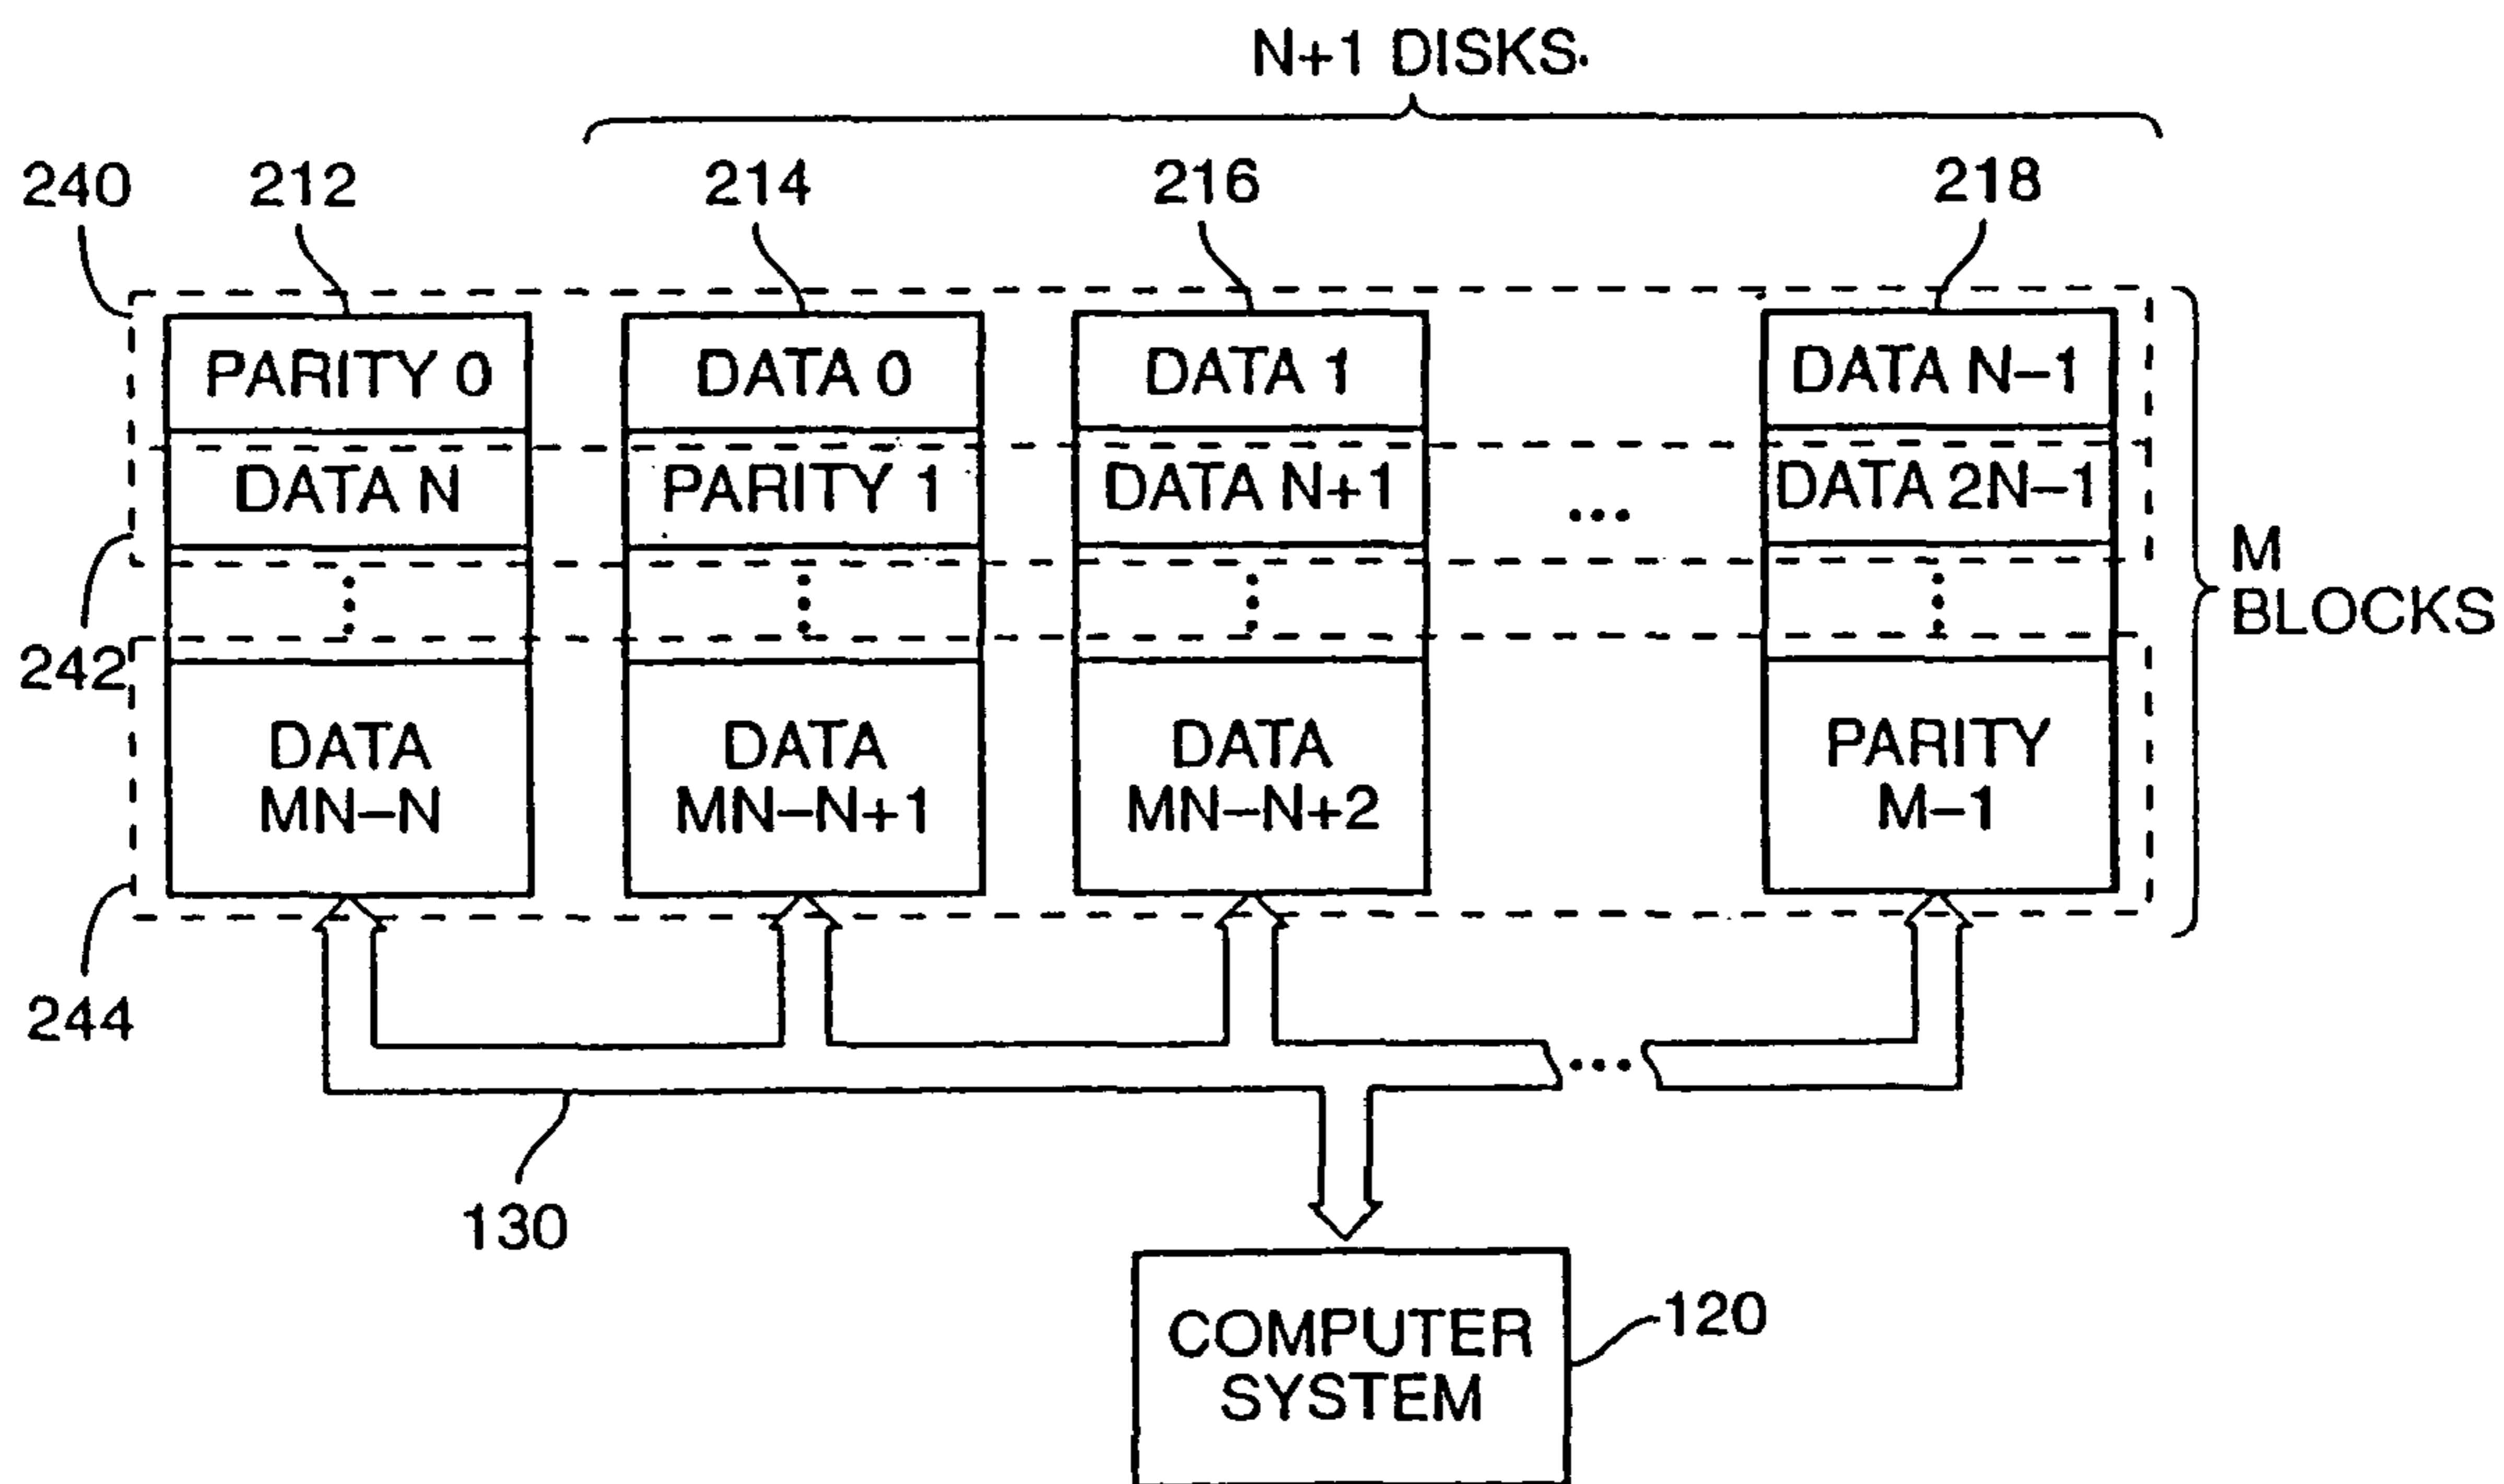 N+1 DISKS.
240 212 214 216 218
PARITY 0 DATA 0 DATA 1 DATA N–1
DATA N PARITY 1 DATA N+1 ... DATA 2N–1
M
BLOCKS
242
DATA DATA DATA PARITY
MN–N MN–N+1 MN–N+2 M–1
244
...
130
COMPUTER
SYSTEM
120